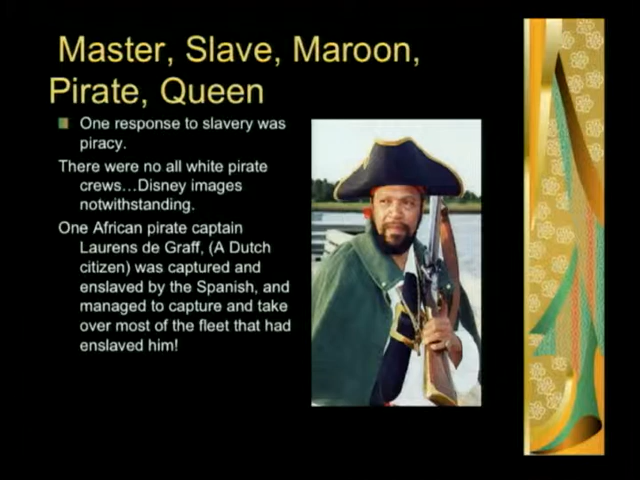 Master, Slave, Maroon,
Pirate, Queen
One response to slavery was
piracy.
There were no all white pirate
crews...Disney images
notwithstanding.
One African pirate captain
Laurens de Graff, (A Dutch
citizen) was captured and
enslaved by the Spanish, and
managed to capture and take
over most of the fleet that had
enslaved him!